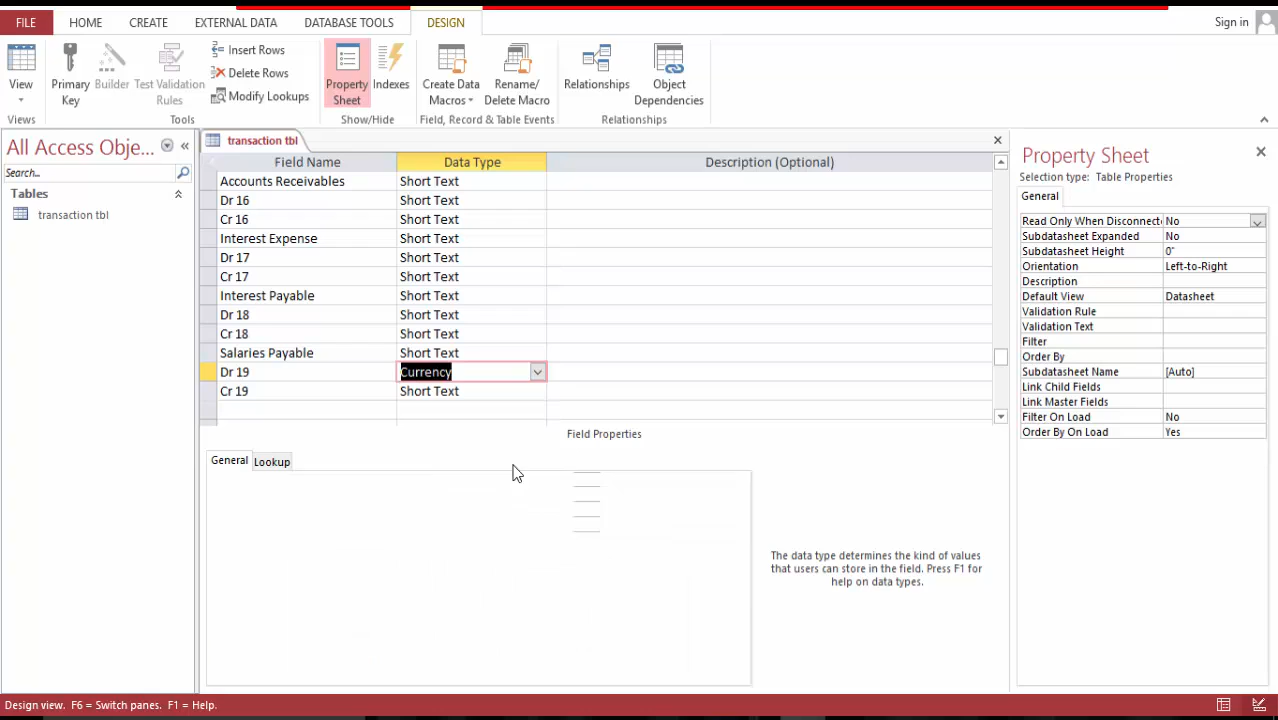 FILE HOME CREATE EXTERNAL DATA DATABASE TOOLS DESIGN Sign in
View
Primary Key
Builder
Test Validation Rules
Insert Rows
Delete Rows
Modify Lookups
Property Sheet
Indexes
Create Data Macros
Rename/ Delete Macro
Relationships
Object Dependencies
Views Tools Show/Hide Field, Record & Table Events Relationships
All Access Obje...
Search...
Tables
transaction tbl
transaction tbl
Field Name Data Type Description (Optional)
Accounts Receivables Short Text
Dr 16 Short Text
Cr 16 Short Text
Interest Expense Short Text
Dr 17 Short Text
Cr 17 Short Text
Interest Payable Short Text
Dr 18 Short Text
Cr 18 Short Text
Salaries Payable Short Text
Dr 19 Currency
Cr 19 Short Text
Field Properties
General Lookup
The data type determines the kind of values
that users can store in the field. Press F1 for
help on data types.
Property Sheet
Selection type: Table Properties
General
Read Only When Disconnect No
Subdatasheet Expanded No
Subdatasheet Height 0"
Orientation Left-to-Right
Description
Default View Datasheet
Validation Rule
Validation Text
Filter
Order By
Subdatasheet Name [Auto]
Link Child Fields
Link Master Fields
Filter On Load No
Order By On Load Yes
Design view. F6 = Switch panes. F1 = Help.